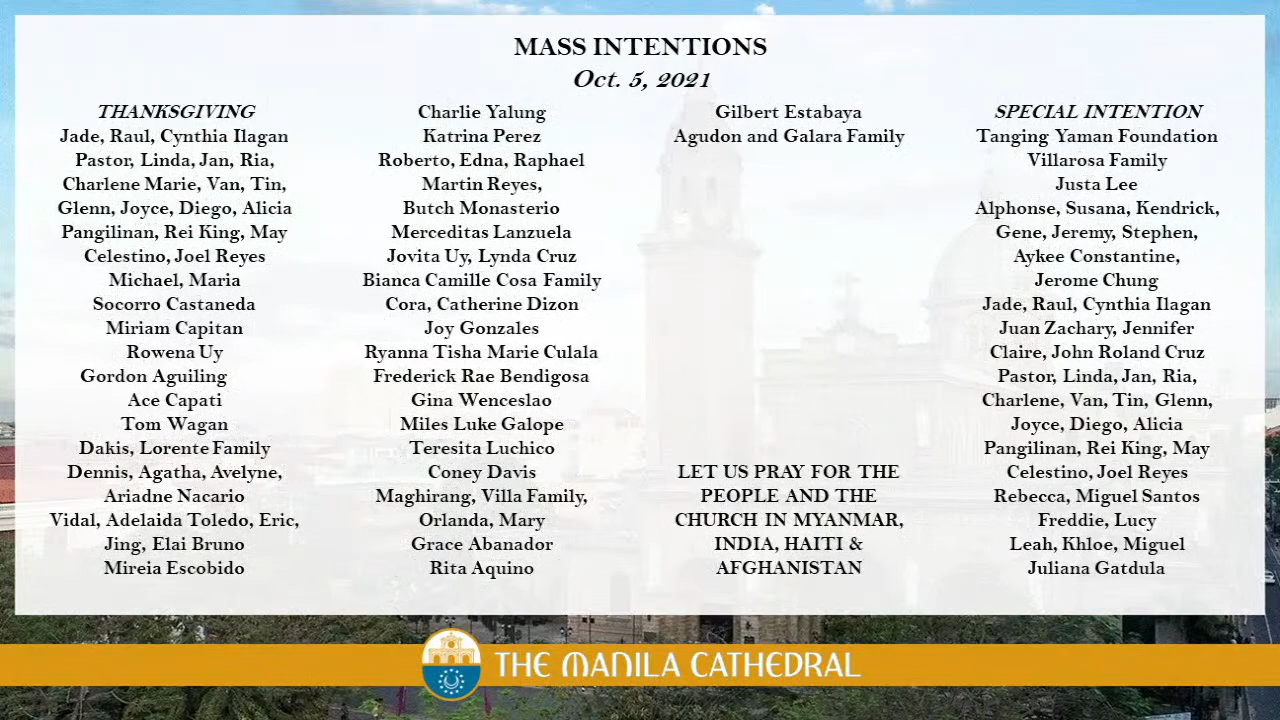 MASS INTENTIONS
Oct. 5, 2021
THANKSGIVING
Jade, Raul, Cynthia Ilagan
Pastor, Linda, Jan, Ria,
Charlene Marie, Van, Tin,
Glenn, Joyce, Diego, Alicia
Pangilinan, Rei King, May
Celestino, Joel Reyes
Michael, Maria
Socorro Castaneda
Miriam Capitan
Rowena Uy
Gordon Aguiling
Ace Capati
Tom Wagan
Dakis, Lorente Family
Dennis, Agatha, Avelyne,
Ariadne Nacario
Vidal, Adelaida Toledo, Eric,
Jing, Elai Bruno
Mireia Escobido
Charlie Yalung
Katrina Perez
Roberto, Edna, Raphael
Martin Reyes,
Butch Monasterio
Merceditas Lanzuela
Jovita Uy, Lynda Cruz
Bianca Camille Cosa Family
Cora, Catherine Dizon
Joy Gonzales
Ryanna Tisha Marie Culala
Frederick Rae Bendigosa
Gina Wenceslao
Miles Luke Galope
Teresita Luchico
Coney Davis
Maghirang, Villa Family,
Orlanda, Mary
Grace Abanador
Rita Aquino
Gilbert Estabaya
Agudon and Galara Family
LET US PRAY FOR THE
PEOPLE AND THE
CHURCH IN MYANMAR,
INDIA, HAITI &
AFGHANISTAN
SPECIAL INTENTION
Tanging Yaman Foundation
Villarosa Family
Justa Lee
Alphonse, Susana, Kendrick,
Gene, Jeremy, Stephen,
Aykee Constantine,
Jerome Chung
Jade, Raul, Cynthia Ilagan
Juan Zachary, Jennifer
Claire, John Roland Cruz
Pastor, Linda, Jan, Ria,
Charlene, Van, Tin, Glenn,
Joyce, Diego, Alicia
Pangilinan, Rei King, May
Celestino, Joel Reyes
Rebecca, Miguel Santos
Freddie, Lucy
Leah, Khloe, Miguel
Juliana Gatdula
THE MANILA CATHEDRAL